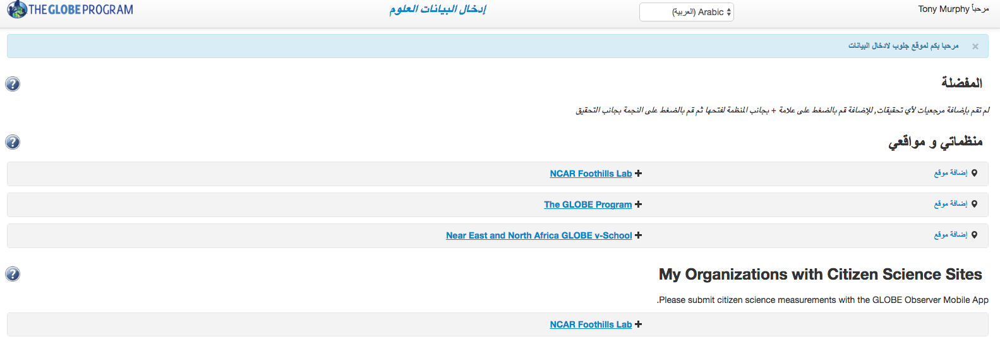 THE GLOBE PROGRAM
إدخال البيانات العلوم
Arabic (العربية)
مرحباً Tony Murphy
مرحبا بكم لموقع جلوب لادخال البيانات ×
المفضلة
لم تقم بإضافة مرجعيات لأي تحقيقات, للإضافة قم بالضغط على علامة + بجانب المنظمة لفتحها ثم قم بالضغط على النجمة بجانب التحقيق
منظماتي و مواقعي
إضافة موقع
NCAR Foothills Lab
إضافة موقع
The GLOBE Program
إضافة موقع
Near East and North Africa GLOBE v-School
My Organizations with Citizen Science Sites
.Please submit citizen science measurements with the GLOBE Observer Mobile App
NCAR Foothills Lab